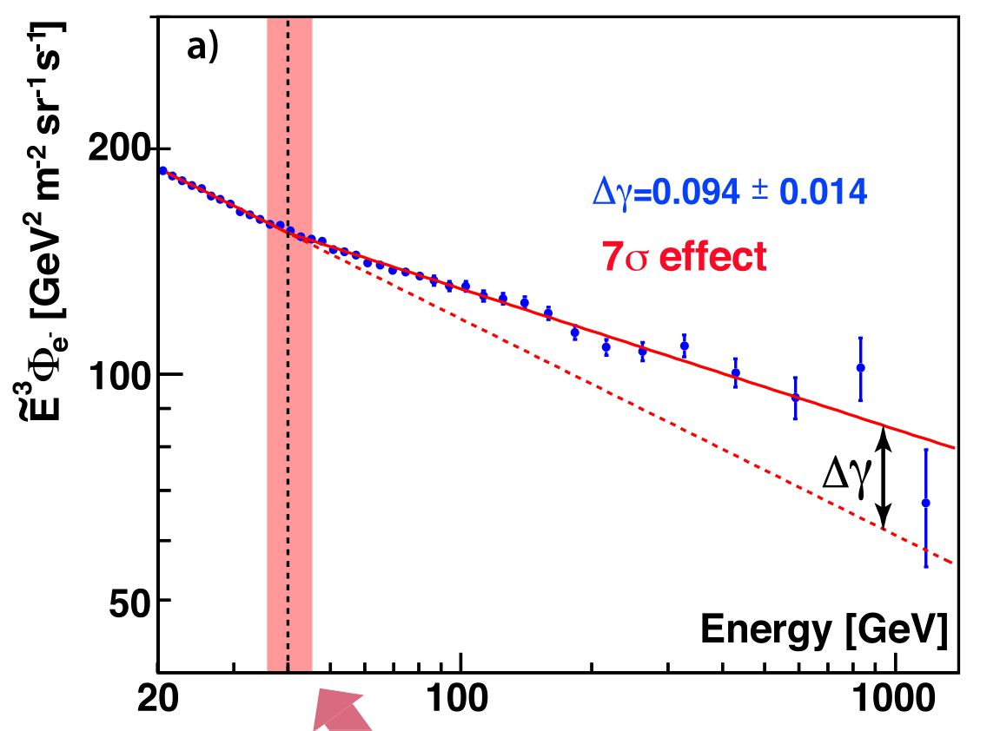 a)
Ẽ³Φe⁻ [GeV² m⁻² sr⁻¹ s⁻¹]
200
100
50
Δγ=0.094 ± 0.014
7σ effect
Δγ
Energy [GeV]
20 100 1000